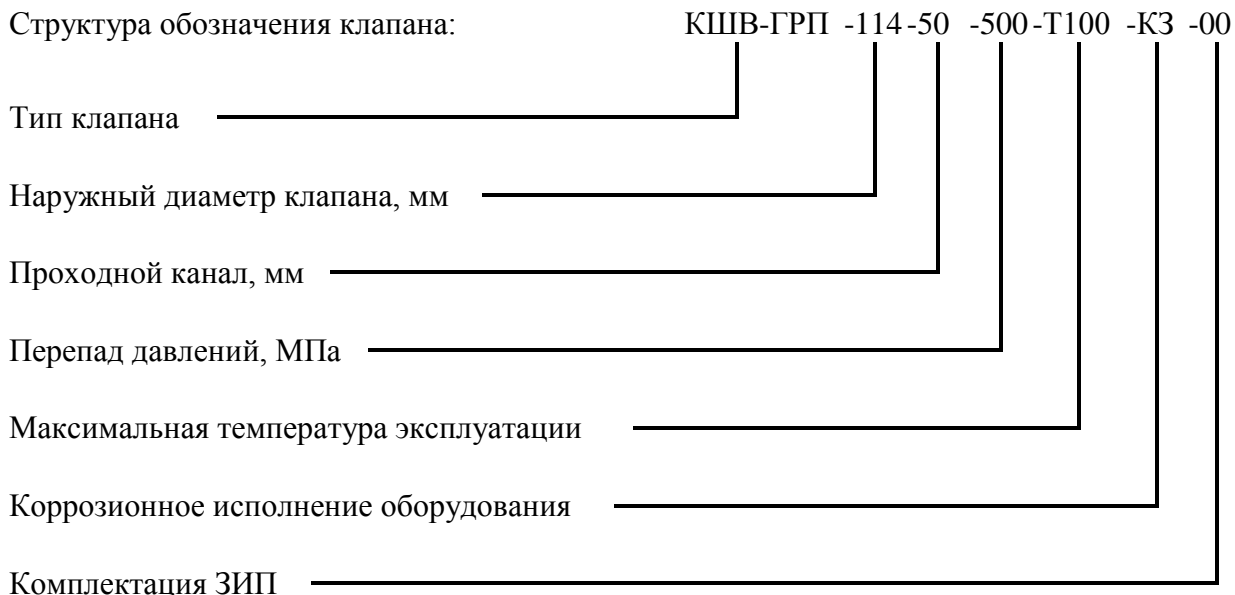 Структура обозначения клапана: КШВ-ГРП -114 -50 -500 -Т100 -КЗ -00
Тип клапана
Наружный диаметр клапана, мм
Проходной канал, мм
Перепад давлений, МПа
Максимальная температура эксплуатации
Коррозионное исполнение оборудования
Комплектация ЗИП